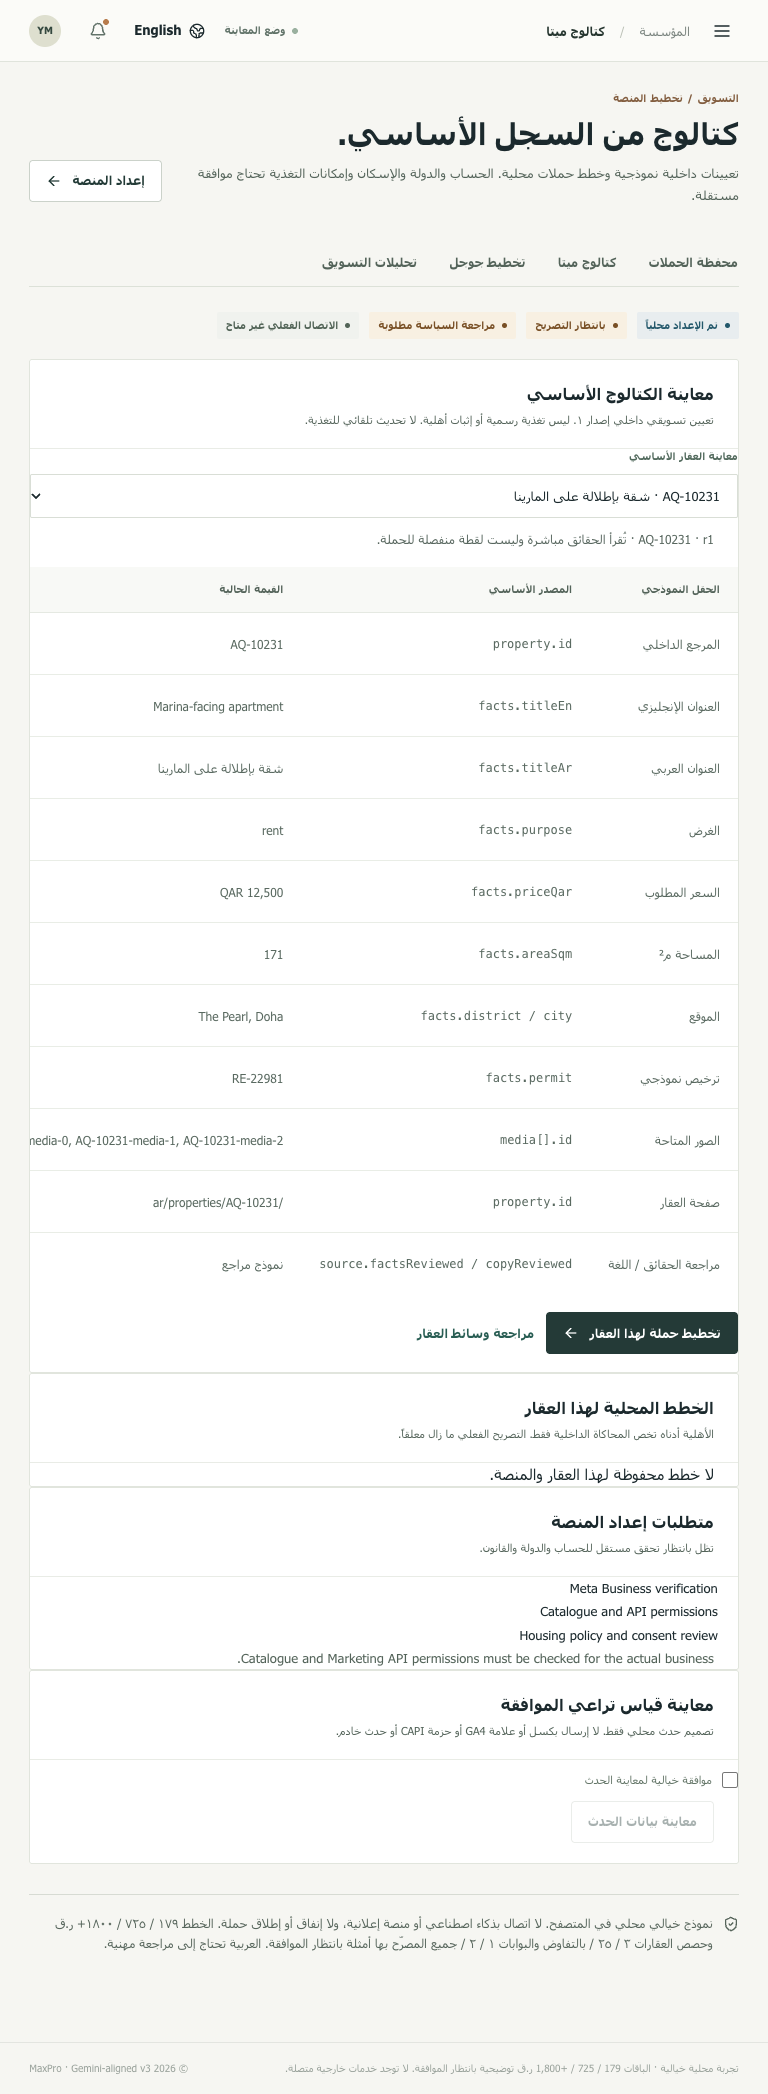 المؤسسة / كتالوج ميتا
وضع المعاينة
English
YM
التسويق / تخطيط المنصة
كتالوج من السجل الأساسي.
تعيينات داخلية نموذجية وخطط حملات محلية. الحساب والدولة والإسكان وإمكانات التغذية تحتاج موافقة
مستقلة.
إعداد المنصة
محفظة الحملات
كتالوج ميتا
تخطيط جوجل
تحليلات التسويق
تم الإعداد محلياً
بانتظار التصريح
مراجعة السياسة مطلوبة
الاتصال الفعلي غير متاح
معاينة الكتالوج الأساسي
تعيين تسويقي داخلي إصدار ١. ليس تغذية رسمية أو إثبات أهلية. لا تحديث تلقائي للتغذية.
معاينة العقار الأساسي
AQ-10231 · شقة بإطلالة على المارينا
AQ-10231 · r1 · تُقرأ الحقائق مباشرة وليست لقطة منفصلة للحملة.
الحقل النموذجي
المصدر الأساسي
القيمة الحالية
المرجع الداخلي
property.id
AQ-10231
العنوان الإنجليزي
facts.titleEn
Marina-facing apartment
العنوان العربي
facts.titleAr
شقة بإطلالة على المارينا
الغرض
facts.purpose
rent
السعر المطلوب
facts.priceQar
QAR 12,500
المساحة م²
facts.areaSqm
171
الموقع
facts.district / city
The Pearl, Doha
ترخيص نموذجي
facts.permit
RE-22981
الصور المتاحة
media[].id
media-0, AQ-10231-media-1, AQ-10231-media-2
صفحة العقار
property.id
ar/properties/AQ-10231/
مراجعة الحقائق / اللغة
source.factsReviewed / copyReviewed
نموذج مراجع
تخطيط حملة لهذا العقار
مراجعة وسائط العقار
الخطط المحلية لهذا العقار
الأهلية أدناه تخص المحاكاة الداخلية فقط. التصريح الفعلي ما زال معلقاً.
لا خطط محفوظة لهذا العقار والمنصة.
متطلبات إعداد المنصة
تظل بانتظار تحقق مستقل للحساب والدولة والقانون.
Meta Business verification
Catalogue and API permissions
Housing policy and consent review
Catalogue and Marketing API permissions must be checked for the actual business.
معاينة قياس تراعي الموافقة
تصميم حدث محلي فقط. لا إرسال بكسل أو علامة GA4 أو حزمة CAPI أو حدث خادم.
موافقة خيالية لمعاينة الحدث
معاينة بيانات الحدث
نموذج خيالي محلي في المتصفح. لا اتصال بذكاء اصطناعي أو منصة إعلانية، ولا إنفاق أو إطلاق حملة. الخطط ١٧٩ / ٧٢٥ / ١٨٠٠+ ر.ق
وحصص العقارات ٣ / ٢٥ / بالتفاوض والبوابات ١ / ٢ / جميع المصرّح بها أمثلة بانتظار الموافقة. العربية تحتاج إلى مراجعة مهنية.
تجربة محلية خيالية · الباقات 179 / 725 / +1,800 ر.ق توضيحية بانتظار الموافقة. لا توجد خدمات خارجية متصلة.
MaxPro · Gemini-aligned v3 2026 ©